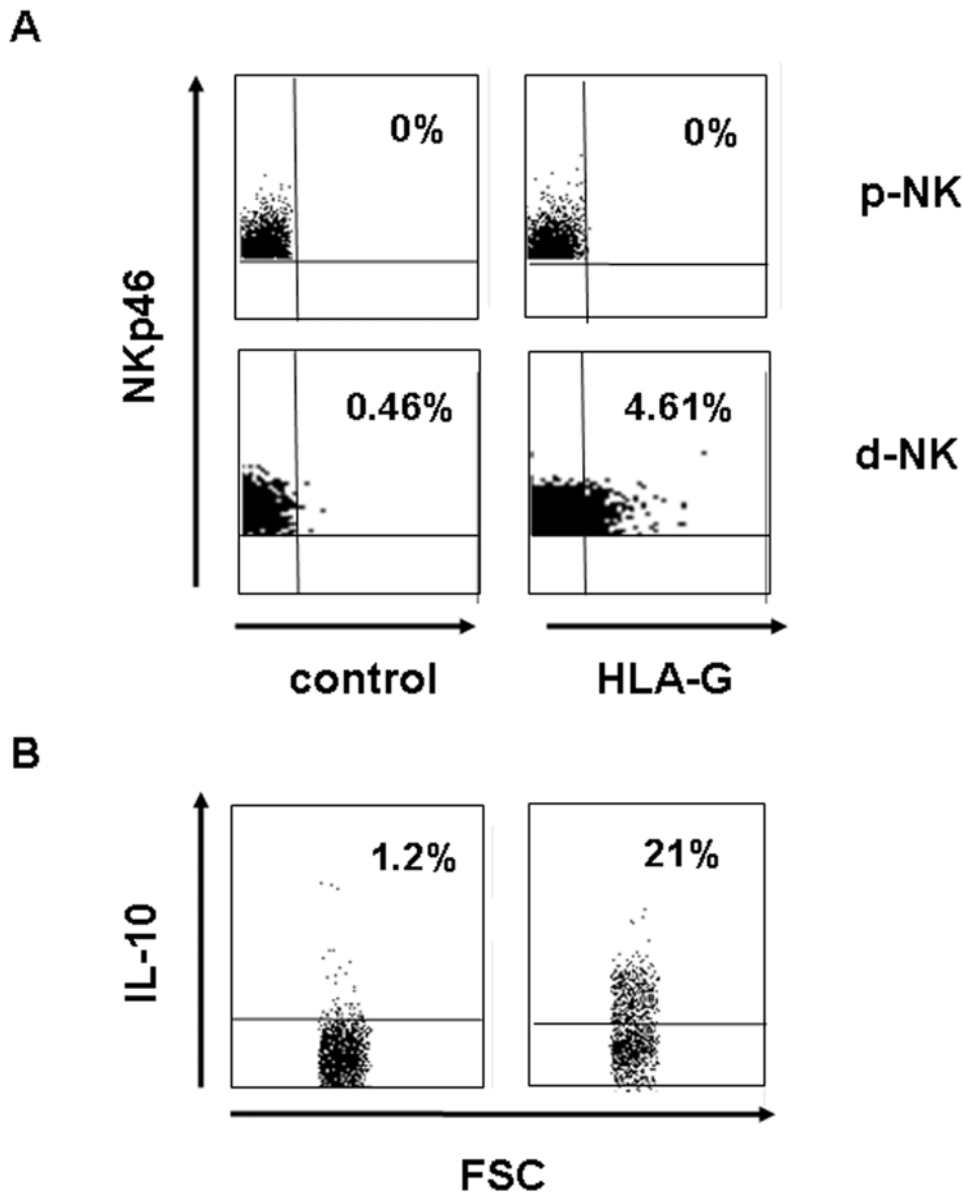 A
0%
0%
p-NK
NKp46
0.46%
4.61%
d-NK
control
HLA-G
B
1.2%
21%
IL-10
FSC